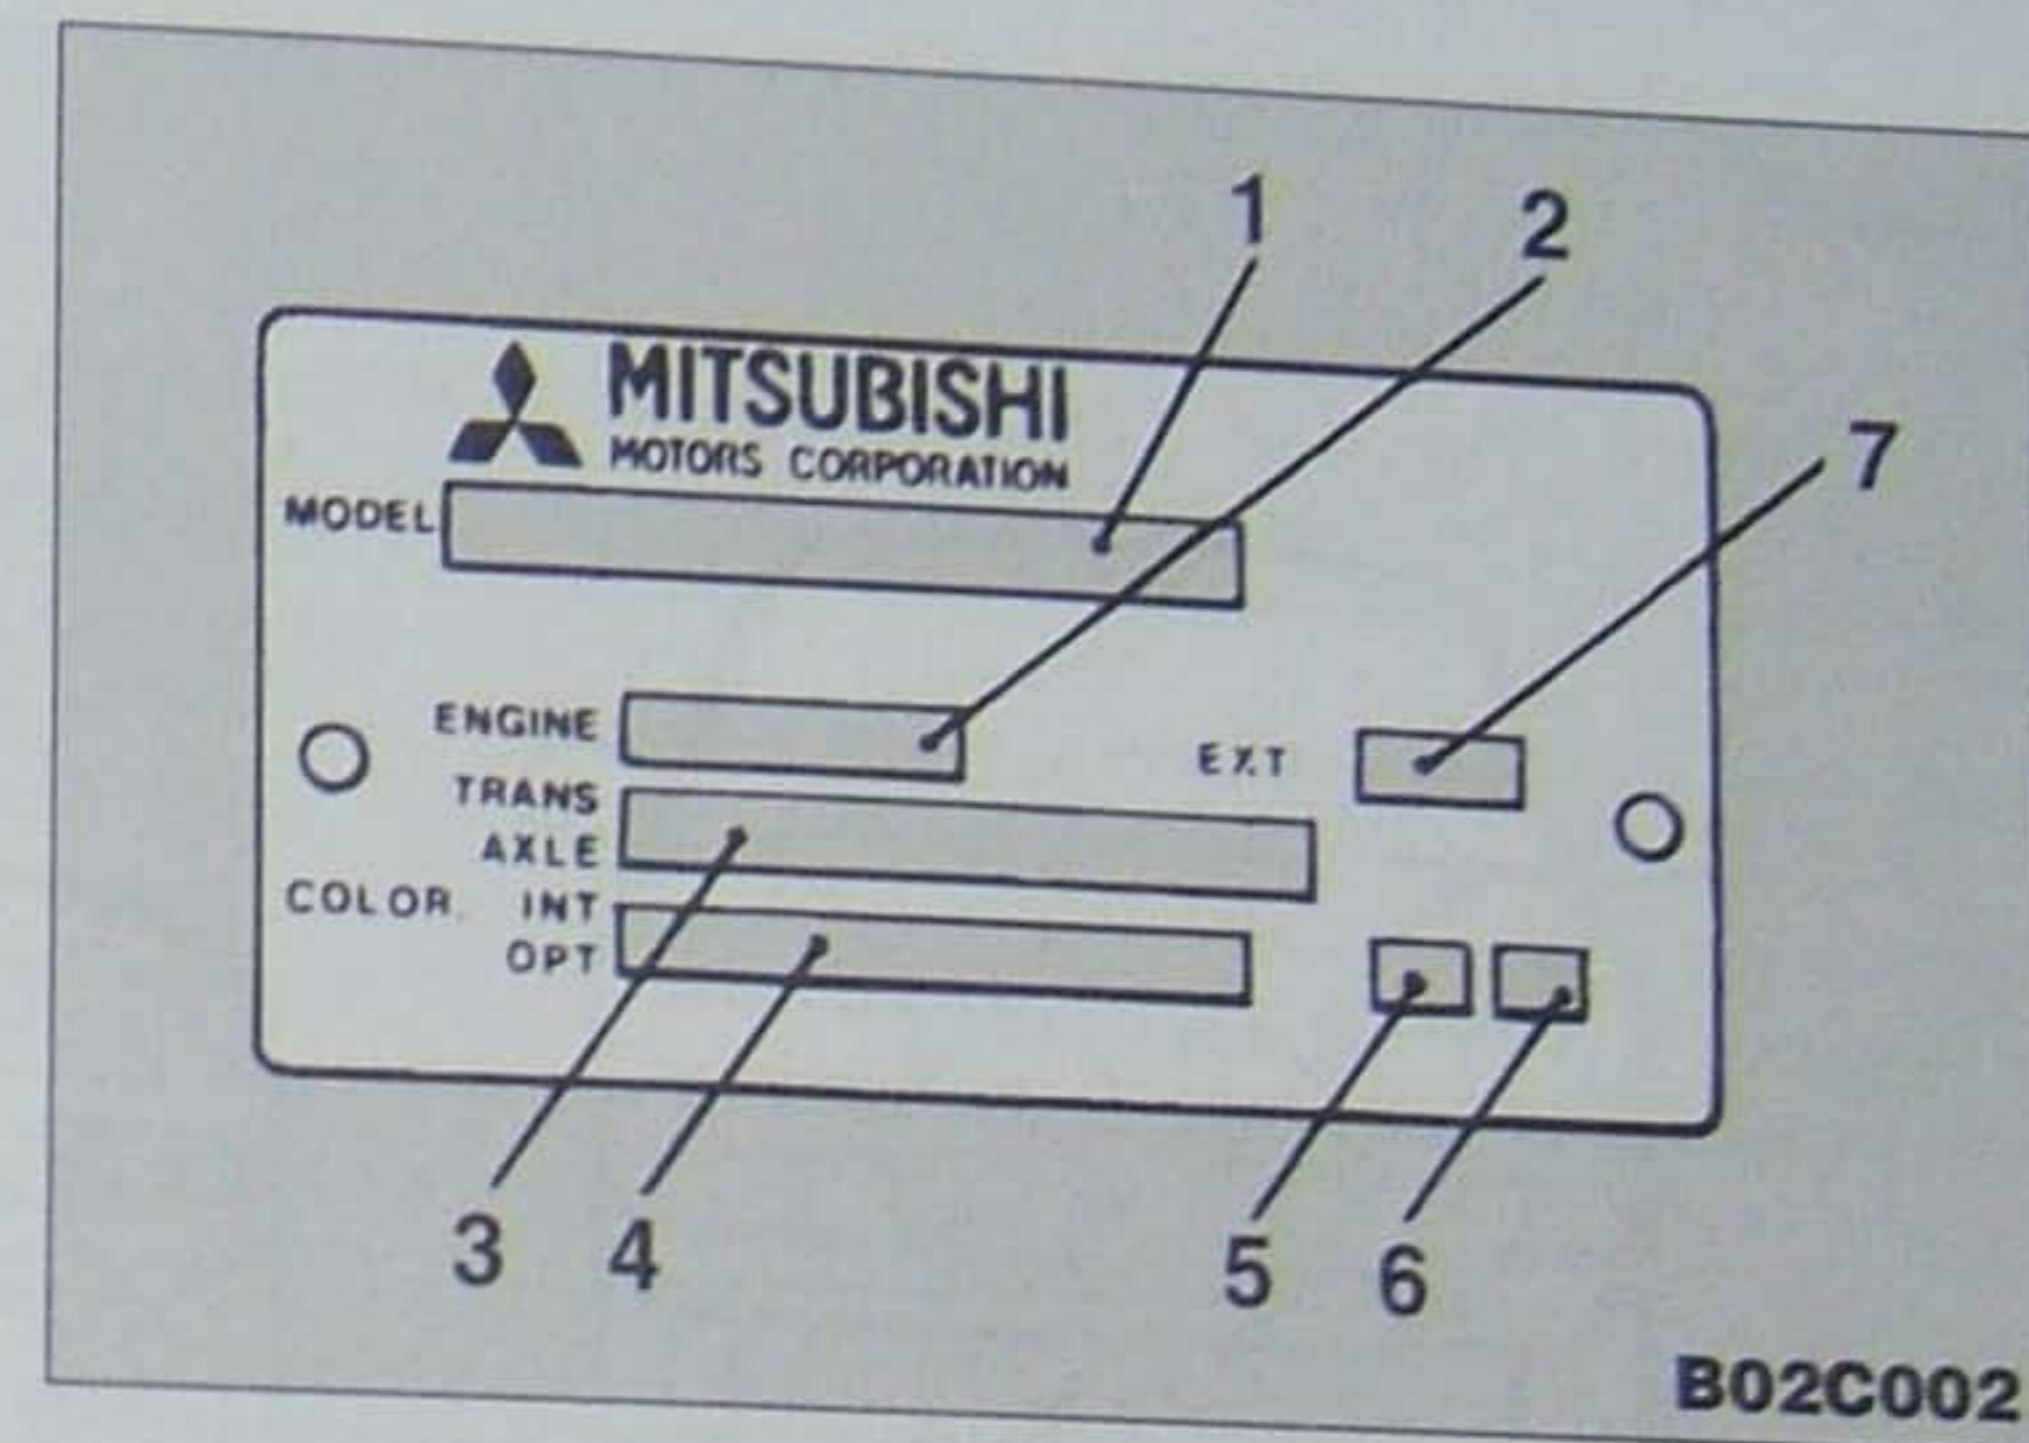 1
2
MITSUBISHI
MOTORS CORPORATION
7
MODEL
ENGINE
EXT
TRANS
AXLE
COLOR INT
OPT
3
4
5
6
B02C002